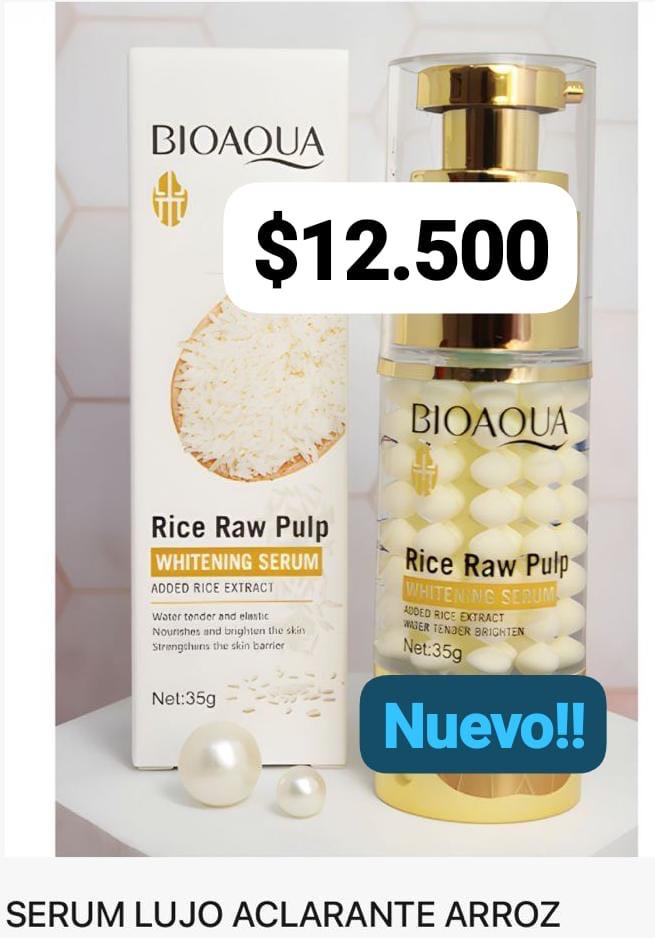 BIOAQUA
$12.500
Rice Raw Pulp
WHITENING SERUM
ADDED RICE EXTRACT
Water tender and elastic
Nourishes and brighten the skin
Strengthens the skin barrier
Net:35g
BIOAQUA
Rice Raw Pulp
WHITENING SERUM
ADDED RICE EXTRACT
WATER TENDER BRIGHTEN
Net:35g
Nuevo!!
SERUM LUJO ACLARANTE ARROZ